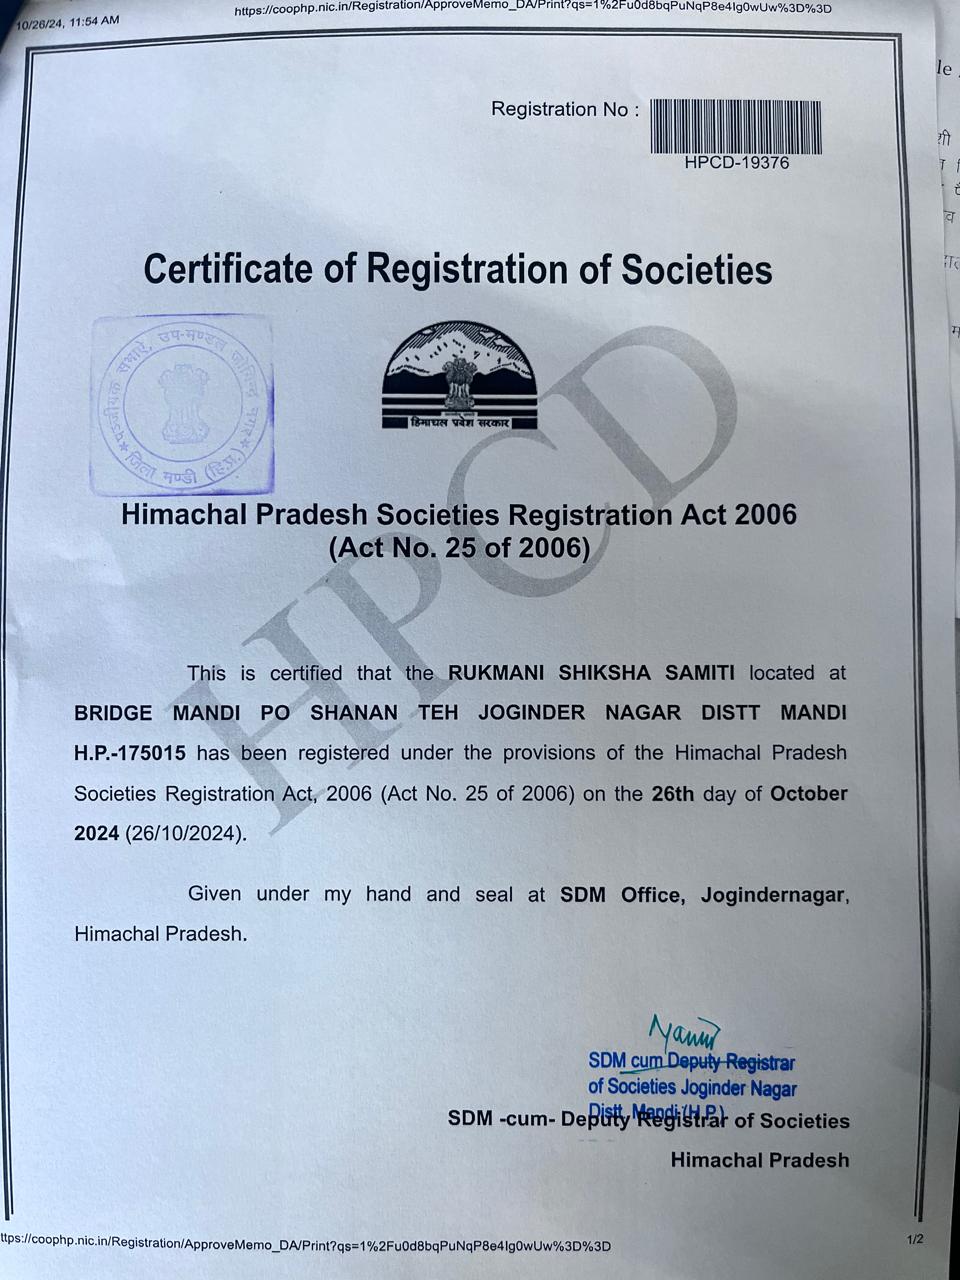 10/26/24, 11:54 AM
https://coophp.nic.in/Registration/ApproveMemo_DA/Print?qs=1%2Fu0d8bqPuNqP8e4Ig0wUw%3D%3D
Registration No :
HPCD-19376
Certificate of Registration of Societies
पञ्जीयक सभाऐं, उप-मण्डल जोगिन्द्र नगर
जिला मण्डी (हि.प्र.)
हिमाचल प्रदेश सरकार
Himachal Pradesh Societies Registration Act 2006
(Act No. 25 of 2006)
HPCD
This is certified that the RUKMANI SHIKSHA SAMITI located at
BRIDGE MANDI PO SHANAN TEH JOGINDER NAGAR DISTT MANDI
H.P.-175015 has been registered under the provisions of the Himachal Pradesh
Societies Registration Act, 2006 (Act No. 25 of 2006) on the 26th day of October
2024 (26/10/2024).
Given under my hand and seal at SDM Office, Jogindernagar,
Himachal Pradesh.
SDM cum Deputy Registrar
of Societies Joginder Nagar
Distt. Mandi (H.P.)
SDM -cum- Deputy Registrar of Societies
Himachal Pradesh
ttps://coophp.nic.in/Registration/ApproveMemo_DA/Print?qs=1%2Fu0d8bqPuNqP8e4Ig0wUw%3D%3D
1/2